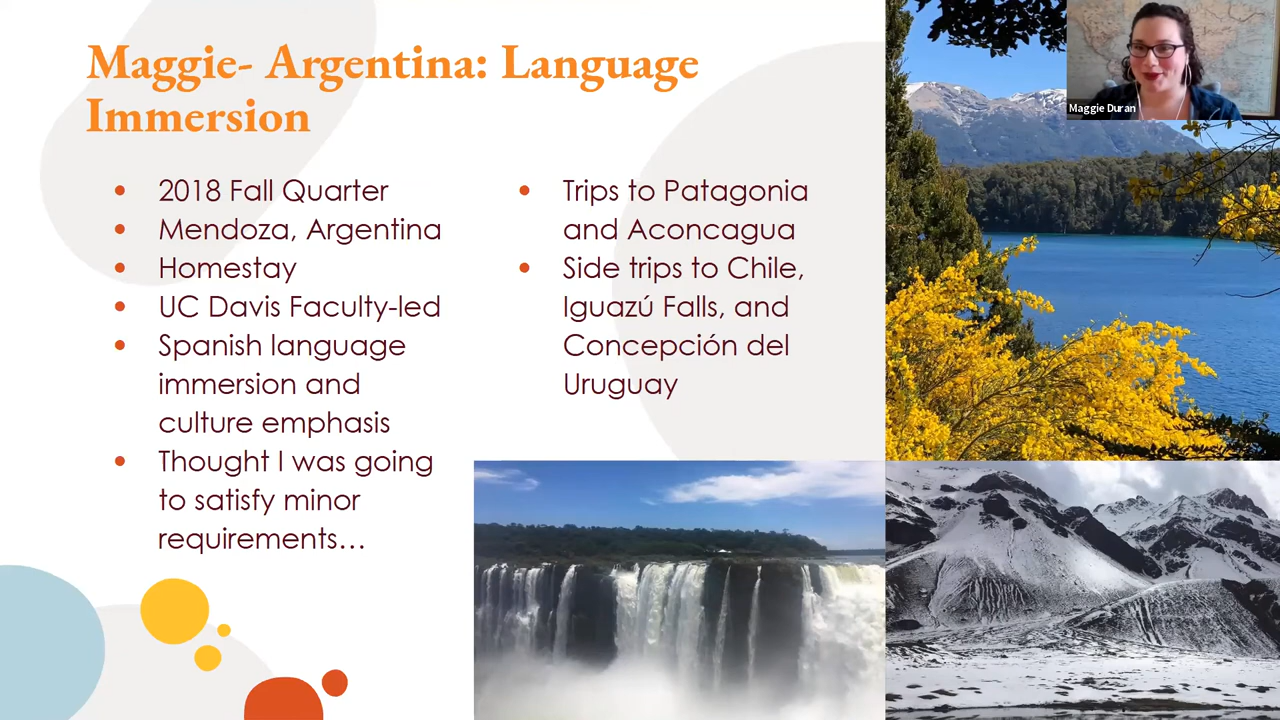 Maggie- Argentina: Language
Immersion
2018 Fall Quarter
Mendoza, Argentina
Homestay
UC Davis Faculty-led
Spanish language
immersion and
culture emphasis
Thought I was going
to satisfy minor
requirements…
Trips to Patagonia
and Aconcagua
Side trips to Chile,
Iguazú Falls, and
Concepción del
Uruguay
Maggie Duran